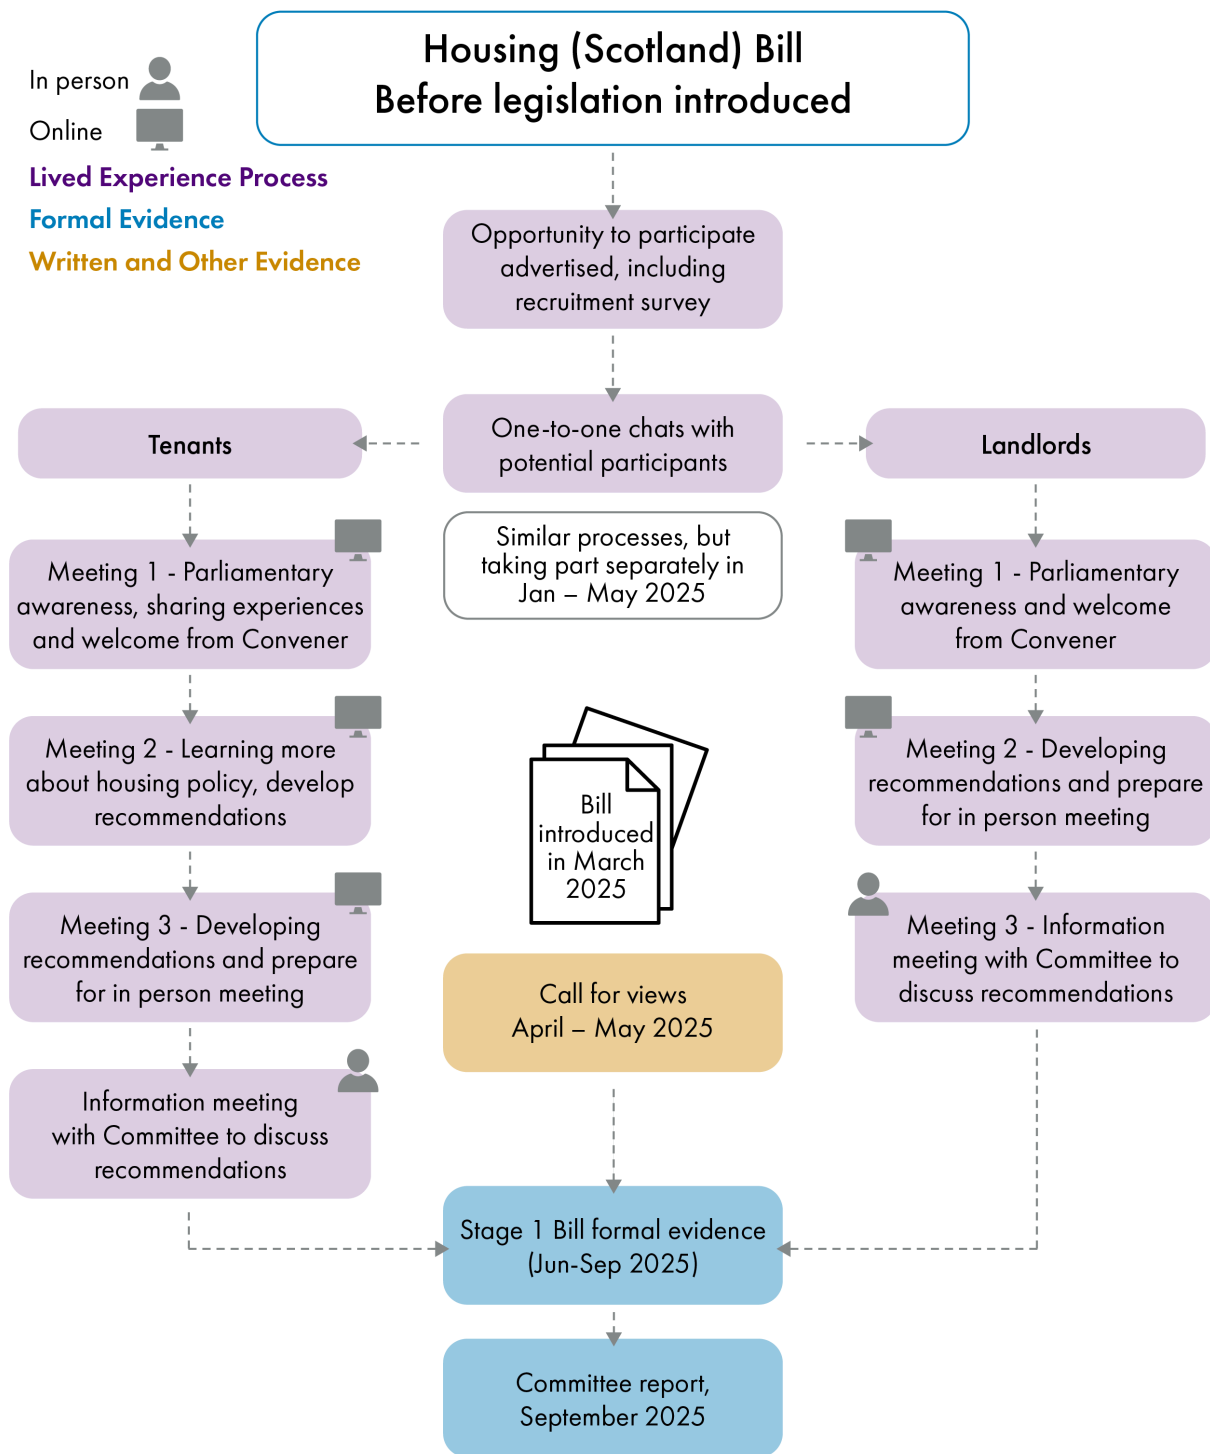 Housing (Scotland) Bill
Before legislation introduced
In person
Online
Lived Experience Process
Formal Evidence
Written and Other Evidence
Opportunity to participate
advertised, including
recruitment survey
One-to-one chats with
potential participants
Similar processes, but
taking part separately in
Jan – May 2025
Tenants
Meeting 1 - Parliamentary
awareness, sharing experiences
and welcome from Convener
Meeting 2 - Learning more
about housing policy, develop
recommendations
Meeting 3 - Developing
recommendations and prepare
for in person meeting
Information meeting
with Committee to discuss
recommendations
Landlords
Meeting 1 - Parliamentary
awareness and welcome
from Convener
Meeting 2 - Developing
recommendations and prepare
for in person meeting
Meeting 3 - Information
meeting with Committee to
discuss recommendations
Bill
introduced
in March
2025
Call for views
April – May 2025
Stage 1 Bill formal evidence
(Jun-Sep 2025)
Committee report,
September 2025